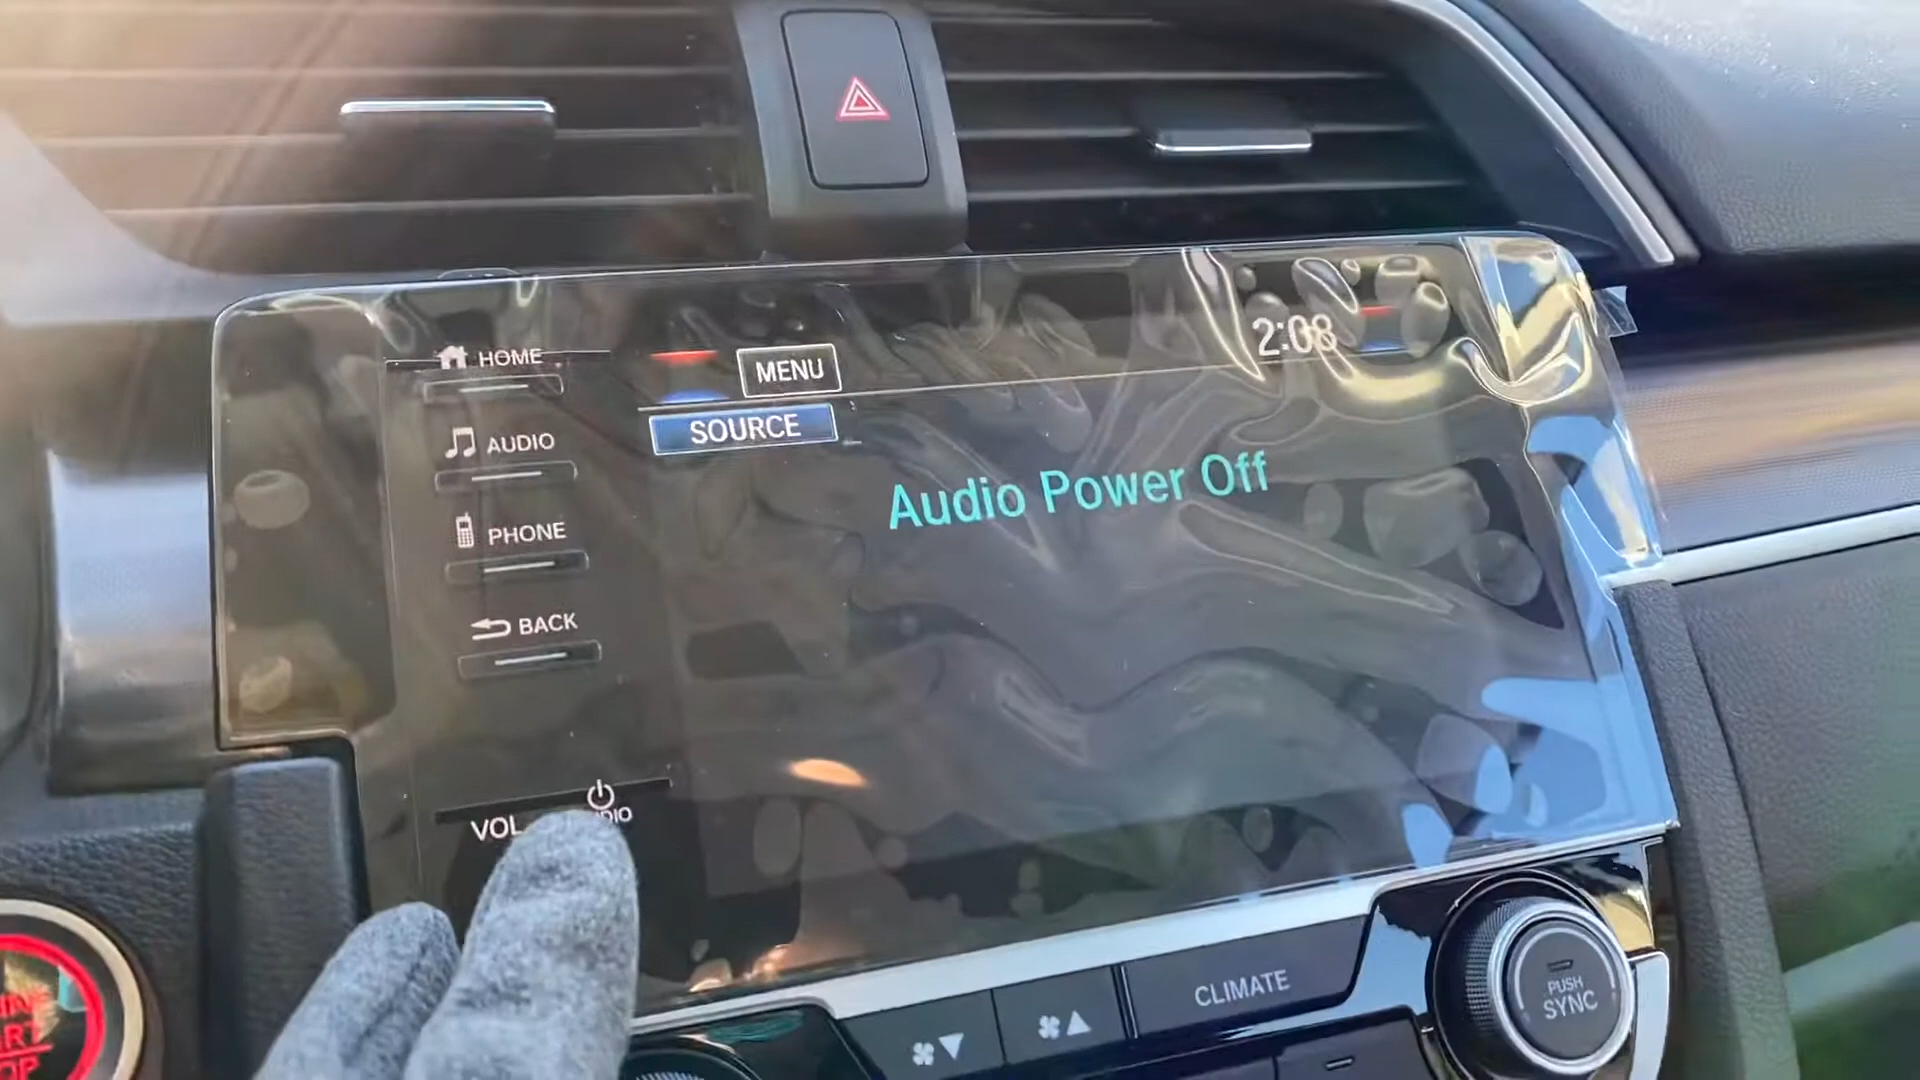 HOME
MENU
2:08
AUDIO
SOURCE
Audio Power Off
PHONE
BACK
VOL
CLIMATE
PUSH
SYNC